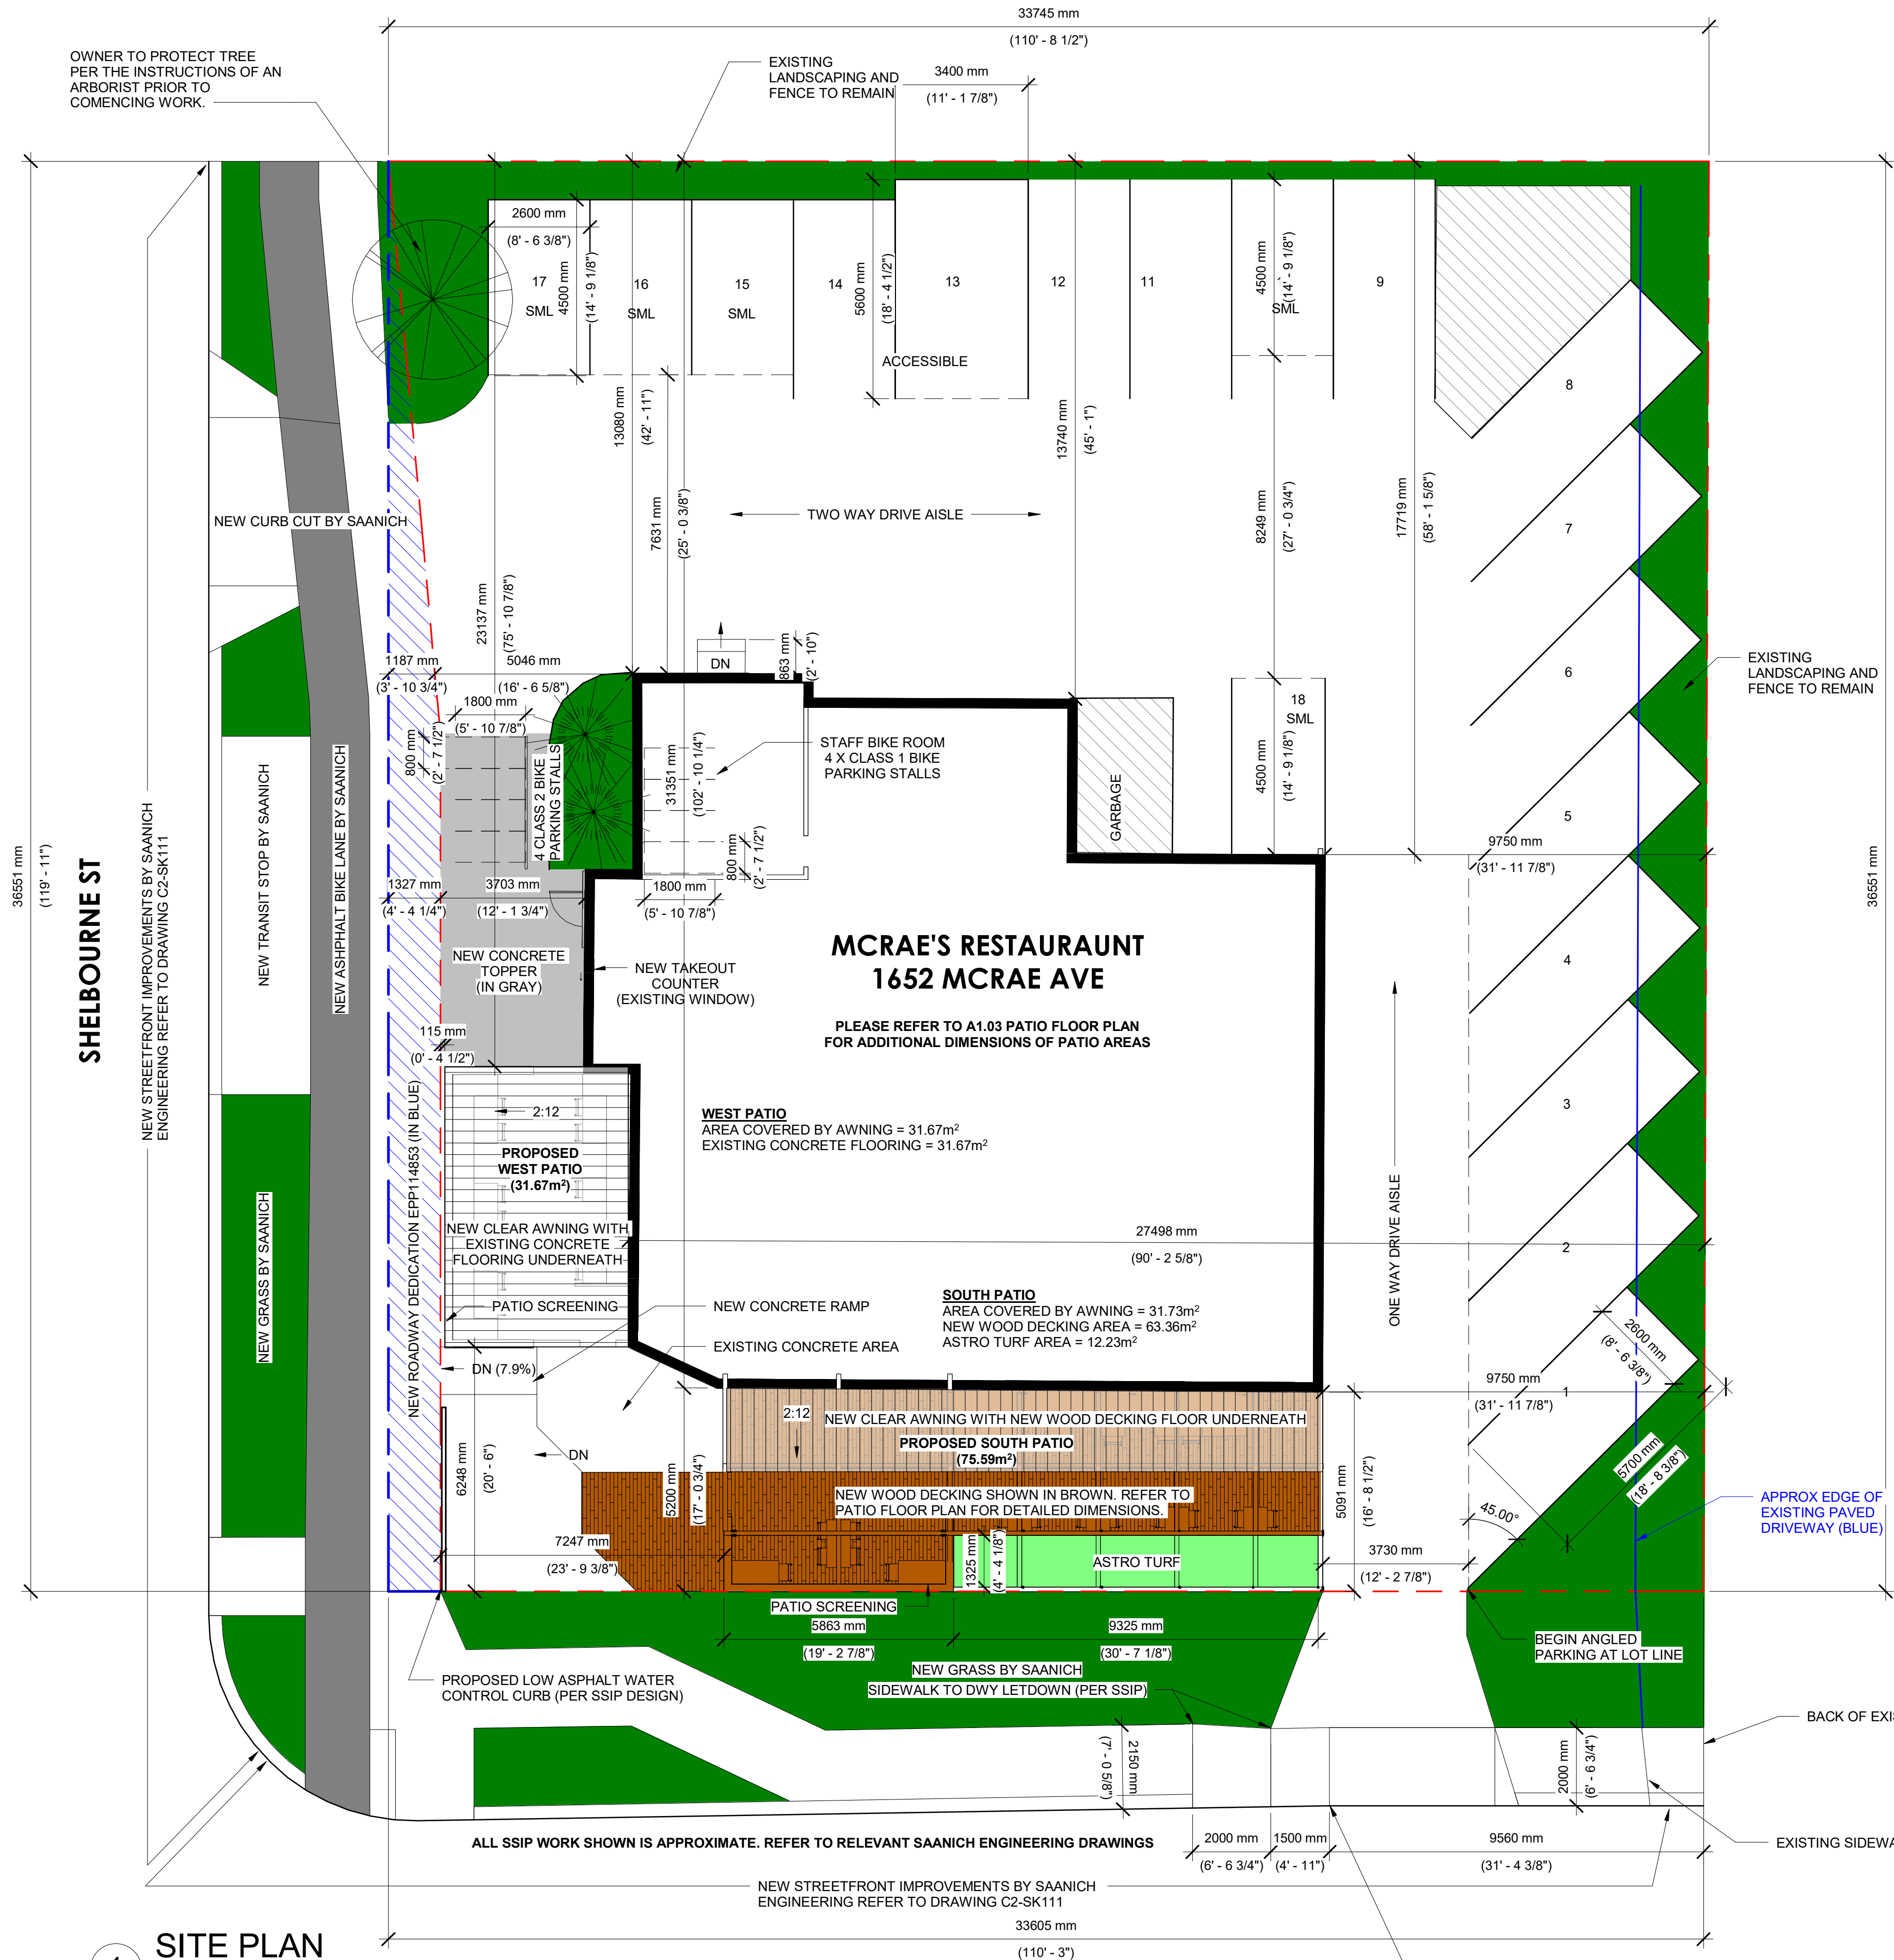 33745 mm
(110' - 8 1/2")
OWNER TO PROTECT TREE
PER THE INSTRUCTIONS OF AN
ARBORIST PRIOR TO
COMENCING WORK.
EXISTING
LANDSCAPING AND
FENCE TO REMAIN
3400 mm
(11' - 1 7/8")
2600 mm
(8' - 6 3/8")
17
SML
4500 mm
(14' - 9 1/8")
16
SML
15
SML
14
5600 mm
(18' - 4 1/2")
13
ACCESSIBLE
12
11
4500 mm
(14' - 9 1/8")
SML
9
8
13080 mm
(42' - 11")
13740 mm
(45' - 1")
7631 mm
(25' - 0 3/8")
TWO WAY DRIVE AISLE
8249 mm
(27' - 0 3/4")
17719 mm
(58' - 1 5/8")
7
NEW CURB CUT BY SAANICH
23137 mm
(75' - 10 7/8")
1187 mm
(3' - 10 3/4")
5046 mm
(16' - 6 5/8")
DN
863 mm
(2' - 10")
6
EXISTING
LANDSCAPING AND
FENCE TO REMAIN
1800 mm
(5' - 10 7/8")
800 mm
(2' - 7 1/2")
4 CLASS 2 BIKE
PARKING STALLS
31351 mm
(102' - 10 1/4")
STAFF BIKE ROOM
4 X CLASS 1 BIKE
PARKING STALLS
800 mm
(2' - 7 1/2")
1800 mm
(5' - 10 7/8")
GARBAGE
18
SML
4500 mm
(14' - 9 1/8")
5
9750 mm
(31' - 11 7/8")
36551 mm
(119' - 11")
SHELBOURNE ST
NEW STREETFRONT IMPROVEMENTS BY SAANICH
ENGINEERING REFER TO DRAWING C2-SK111
NEW TRANSIT STOP BY SAANICH
NEW ASHPHALT BIKE LANE BY SAANICH
36551 mm
1327 mm
(4' - 4 1/4")
3703 mm
(12' - 1 3/4")
NEW CONCRETE
TOPPER
(IN GRAY)
NEW TAKEOUT
COUNTER
(EXISTING WINDOW)
MCRAE'S RESTAURAUNT
1652 MCRAE AVE
PLEASE REFER TO A1.03 PATIO FLOOR PLAN
FOR ADDITIONAL DIMENSIONS OF PATIO AREAS
4
115 mm
(0' - 4 1/2")
3
2:12
PROPOSED
WEST PATIO
(31.67m²)
WEST PATIO
AREA COVERED BY AWNING = 31.67m²
EXISTING CONCRETE FLOORING = 31.67m²
NEW CLEAR AWNING WITH
EXISTING CONCRETE
FLOORING UNDERNEATH
NEW GRASS BY SAANICH
NEW ROADWAY DEDICATION EPP114853 (IN BLUE)
27498 mm
(90' - 2 5/8")
ONE WAY DRIVE AISLE
2
PATIO SCREENING
NEW CONCRETE RAMP
EXISTING CONCRETE AREA
SOUTH PATIO
AREA COVERED BY AWNING = 31.73m²
NEW WOOD DECKING AREA = 63.36m²
ASTRO TURF AREA = 12.23m²
DN (7.9%)
2600mm
(8' - 6 3/8")
9750 mm
1
(31' - 11 7/8")
2:12
NEW CLEAR AWNING WITH NEW WOOD DECKING FLOOR UNDERNEATH
PROPOSED SOUTH PATIO
(75.59m²)
DN
6248 mm
(20' - 6")
5200 mm
(17' - 0 3/4")
NEW WOOD DECKING SHOWN IN BROWN. REFER TO
PATIO FLOOR PLAN FOR DETAILED DIMENSIONS.
5091 mm
(16' - 8 1/2")
5700 mm
(18' - 8 3/8")
45.00°
APPROX EDGE OF
EXISTING PAVED
DRIVEWAY (BLUE)
7247 mm
(23' - 9 3/8")
1325 mm
(4' - 4 1/8")
ASTRO TURF
3730 mm
(12' - 2 7/8")
PATIO SCREENING
5863 mm
(19' - 2 7/8")
9325 mm
(30' - 7 1/8")
BEGIN ANGLED
PARKING AT LOT LINE
PROPOSED LOW ASPHALT WATER
CONTROL CURB (PER SSIP DESIGN)
NEW GRASS BY SAANICH
SIDEWALK TO DWY LETDOWN (PER SSIP)
BACK OF EXI
2150 mm
(7' - 0 5/8")
2000 mm
(6' - 6 3/4")
ALL SSIP WORK SHOWN IS APPROXIMATE. REFER TO RELEVANT SAANICH ENGINEERING DRAWINGS
2000 mm
(6' - 6 3/4")
1500 mm
(4' - 11")
9560 mm
(31' - 4 3/8")
EXISTING SIDEWA
NEW STREETFRONT IMPROVEMENTS BY SAANICH
ENGINEERING REFER TO DRAWING C2-SK111
33605 mm
(110' - 3")
SITE PLAN